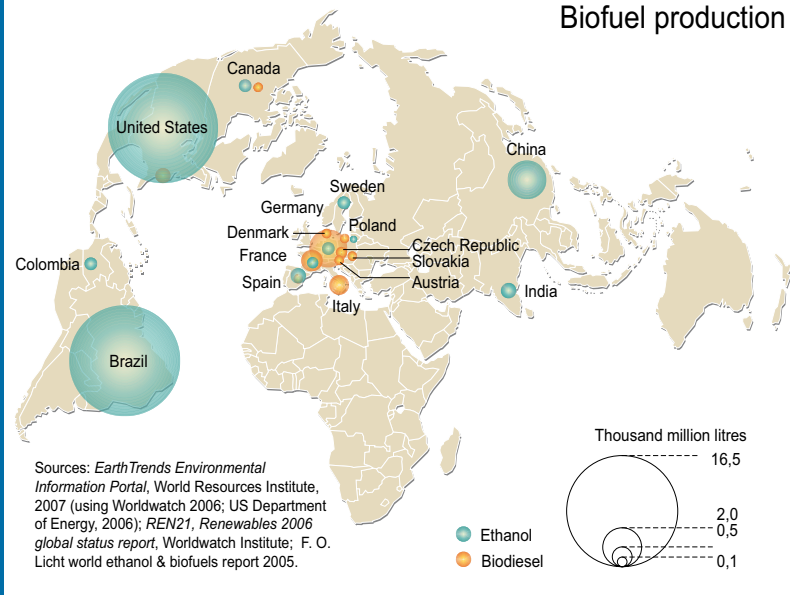 Biofuel production
Canada
United States
China
Sweden
Germany
Poland
Denmark
Czech Republic
France
Slovakia
Colombia
Spain
Austria
India
Italy
Brazil
Thousand million litres
16,5
2,0
0,5
0,1
Sources: EarthTrends Environmental
Information Portal, World Resources Institute,
2007 (using Worldwatch 2006; US Department
of Energy, 2006); REN21, Renewables 2006
global status report, Worldwatch Institute; F. O.
Licht world ethanol & biofuels report 2005.
Ethanol
Biodiesel